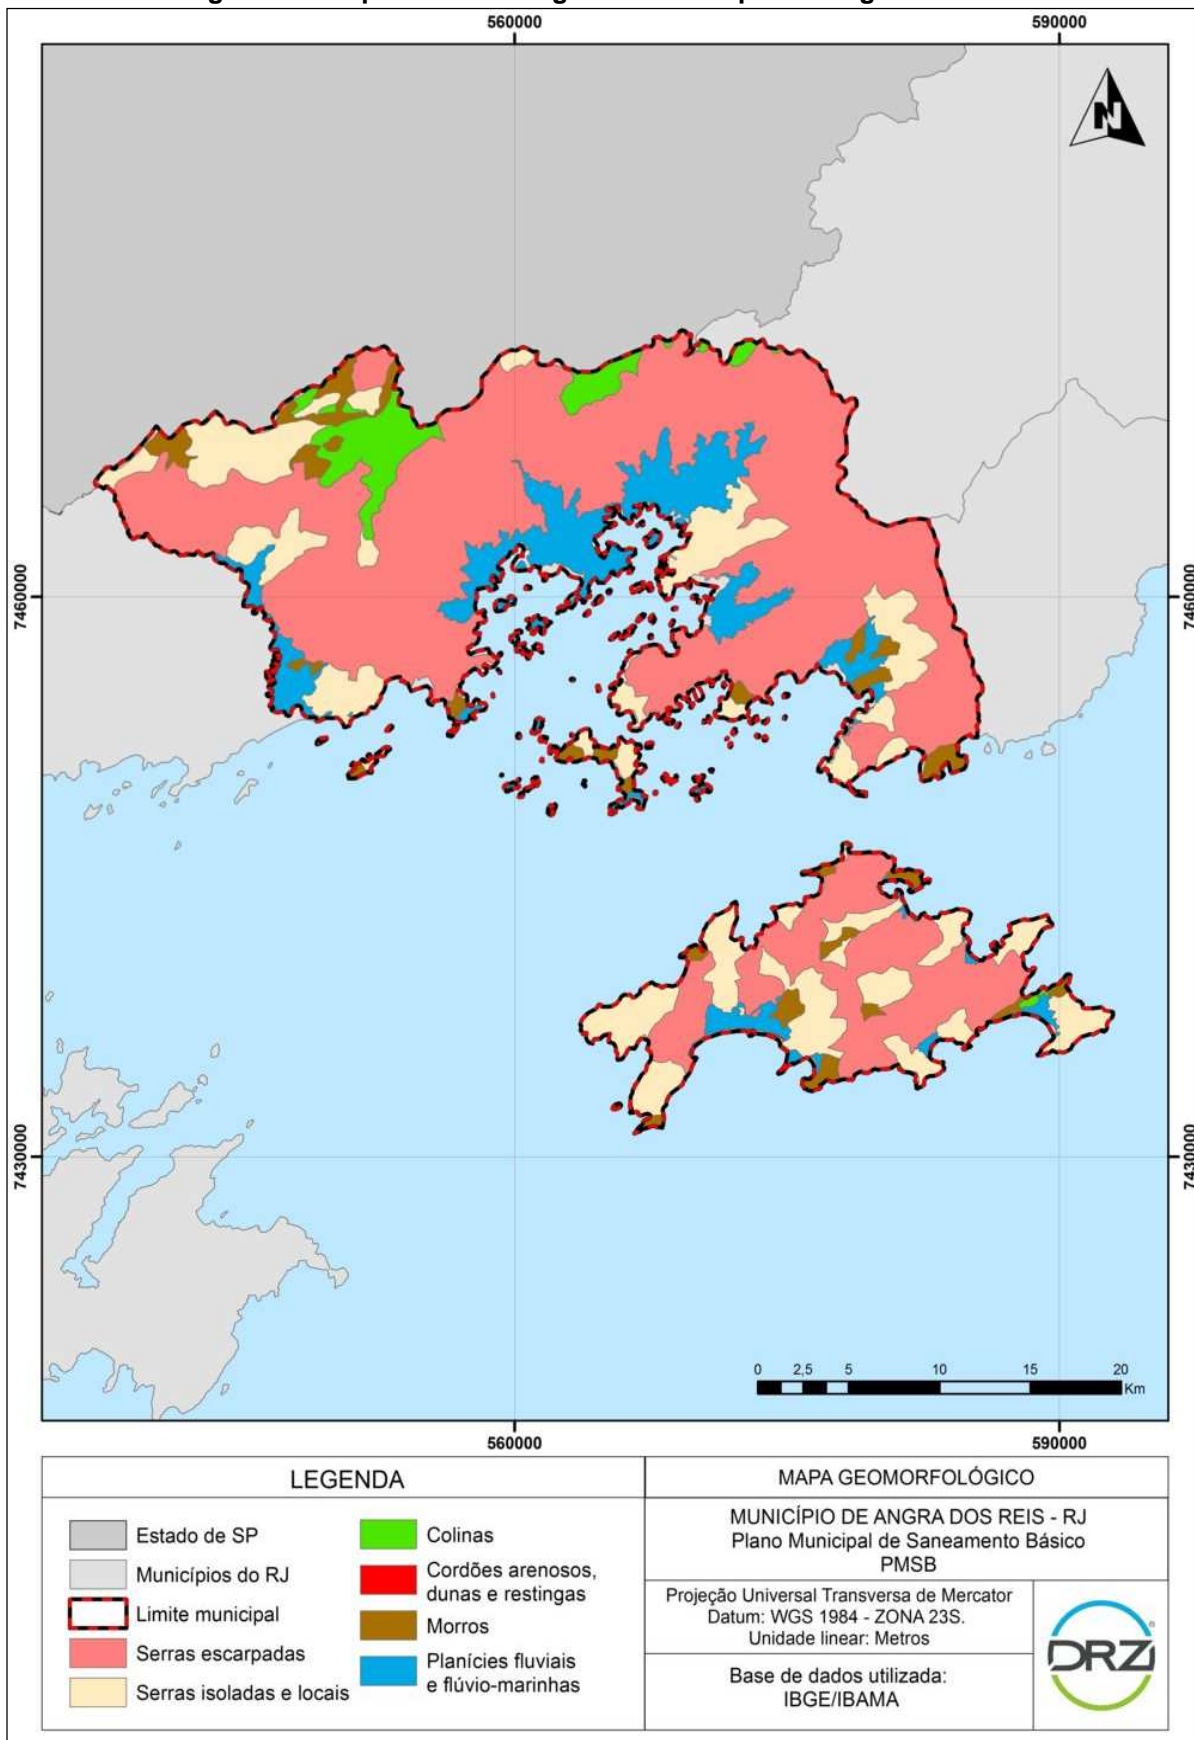 560000
590000
N
7460000
7460000
7430000
7430000
0 2,5 5 10 15 20
Km
560000
590000
LEGENDA
Estado de SP
Municípios do RJ
Limite municipal
Serras escarpadas
Serras isoladas e locais
Colinas
Cordões arenosos,
dunas e restingas
Morros
Planícies fluviais
e flúvio-marinhas
MAPA GEOMORFOLÓGICO
MUNICÍPIO DE ANGRA DOS REIS - RJ
Plano Municipal de Saneamento Básico
PMSB
Projeção Universal Transversa de Mercator
Datum: WGS 1984 - ZONA 23S.
Unidade linear: Metros
Base de dados utilizada:
IBGE/IBAMA
DRZ